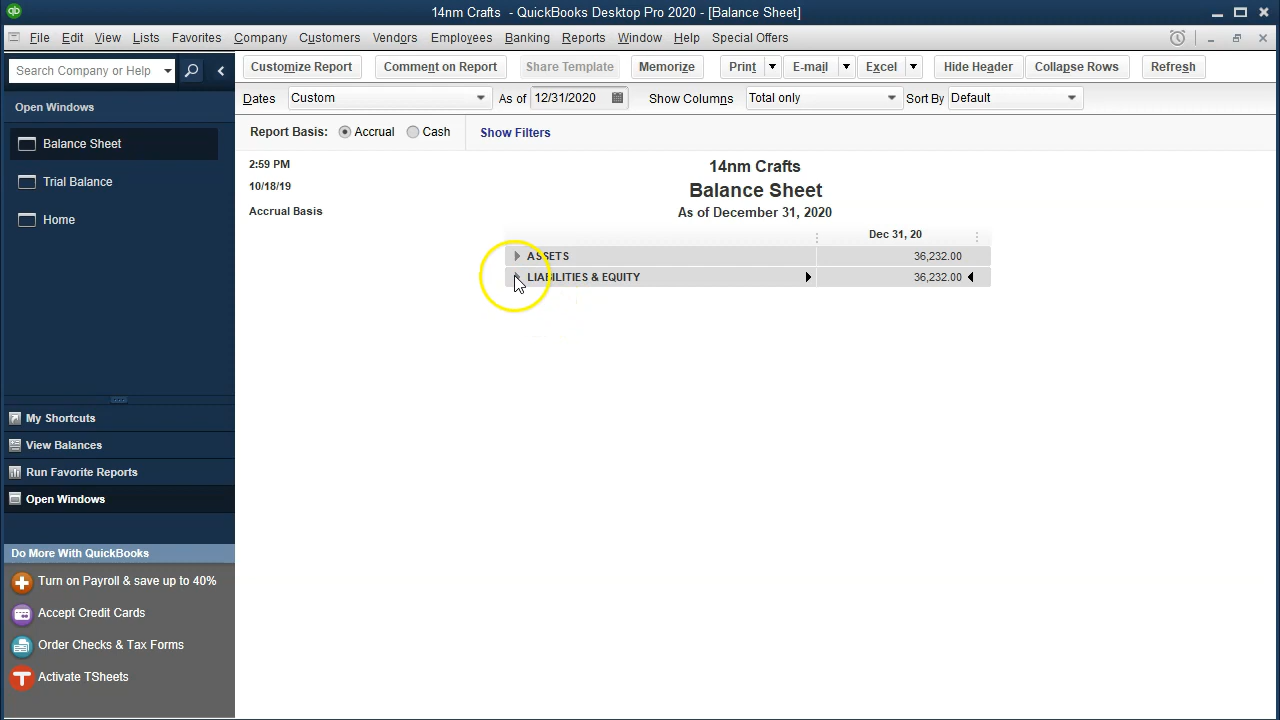 14nm Crafts - QuickBooks Desktop Pro 2020 - [Balance Sheet]
File Edit View Lists Favorites Company Customers Vendors Employees Banking Reports Window Help Special Offers
Search Company or Help
Customize Report Comment on Report Share Template Memorize Print E-mail Excel Hide Header Collapse Rows Refresh
Dates Custom As of 12/31/2020 Show Columns Total only Sort By Default
Open Windows
Report Basis: Accrual Cash Show Filters
Balance Sheet
Trial Balance
Home
2:59 PM
10/18/19
Accrual Basis
14nm Crafts
Balance Sheet
As of December 31, 2020
Dec 31, 20
ASSETS 36,232.00
LIABILITIES & EQUITY 36,232.00
My Shortcuts
View Balances
Run Favorite Reports
Open Windows
Do More With QuickBooks
Turn on Payroll & save up to 40%
Accept Credit Cards
Order Checks & Tax Forms
Activate TSheets